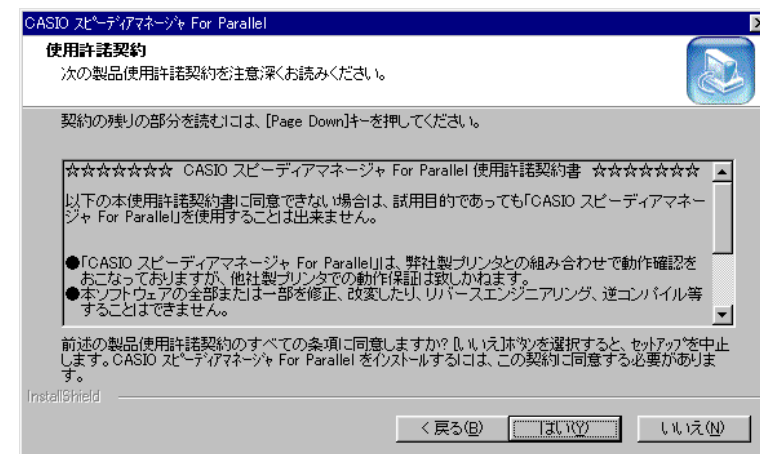 CASIO ｽﾋﾟｰﾃﾞｨｱﾏﾈｰｼﾞｬ For Parallel
使用許諾契約
次の製品使用許諾契約を注意深くお読みください。
契約の残りの部分を読むには、[Page Down]キーを押してください。
☆☆☆☆☆☆☆ CASIO スピーディアマネージャ For Parallel 使用許諾契約書 ☆☆☆☆☆☆☆
以下の本使用許諾契約書に同意できない場合は、試用目的であっても「CASIO スピーディアマネー
ジャ For Parallel」を使用することは出来ません。
●「CASIO スピーディアマネージャ For Parallel」は、弊社製プリンタとの組み合わせで動作確認を
おこなっておりますが、他社製プリンタでの動作保証は致しかねます。
●本ソフトウェアの全部または一部を修正、改変したり、リバースエンジニアリング、逆コンパイル等
することはできません。
前述の製品使用許諾契約のすべての条項に同意しますか? [いいえ]ﾎﾞﾀﾝを選択すると、ｾｯﾄｱｯﾌﾟを中止
します。CASIO ｽﾋﾟｰﾃﾞｨｱﾏﾈｰｼﾞｬ For Parallel をｲﾝｽﾄｰﾙするには、この契約に同意する必要がありま
す。
InstallShield
< 戻る(B)
はい(Y)
いいえ(N)